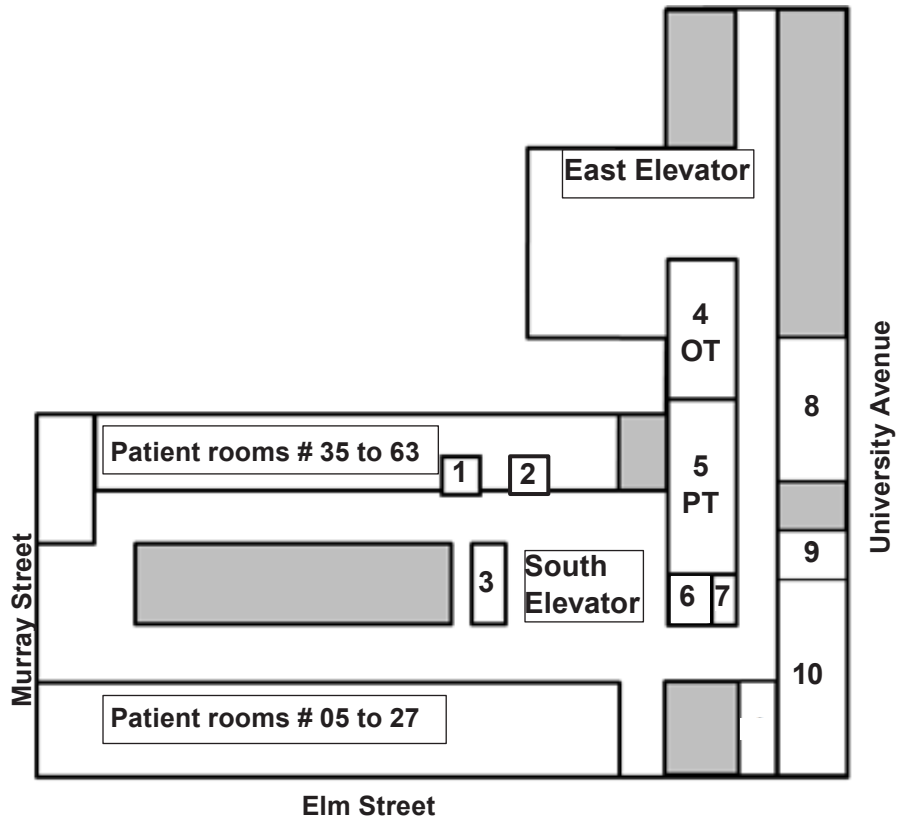 East Elevator
4
OT
8
University Avenue
Patient rooms # 35 to 63
1
2
5
PT
9
3
South
Elevator
6
7
Murray Street
10
Patient rooms # 05 to 27
Elm Street